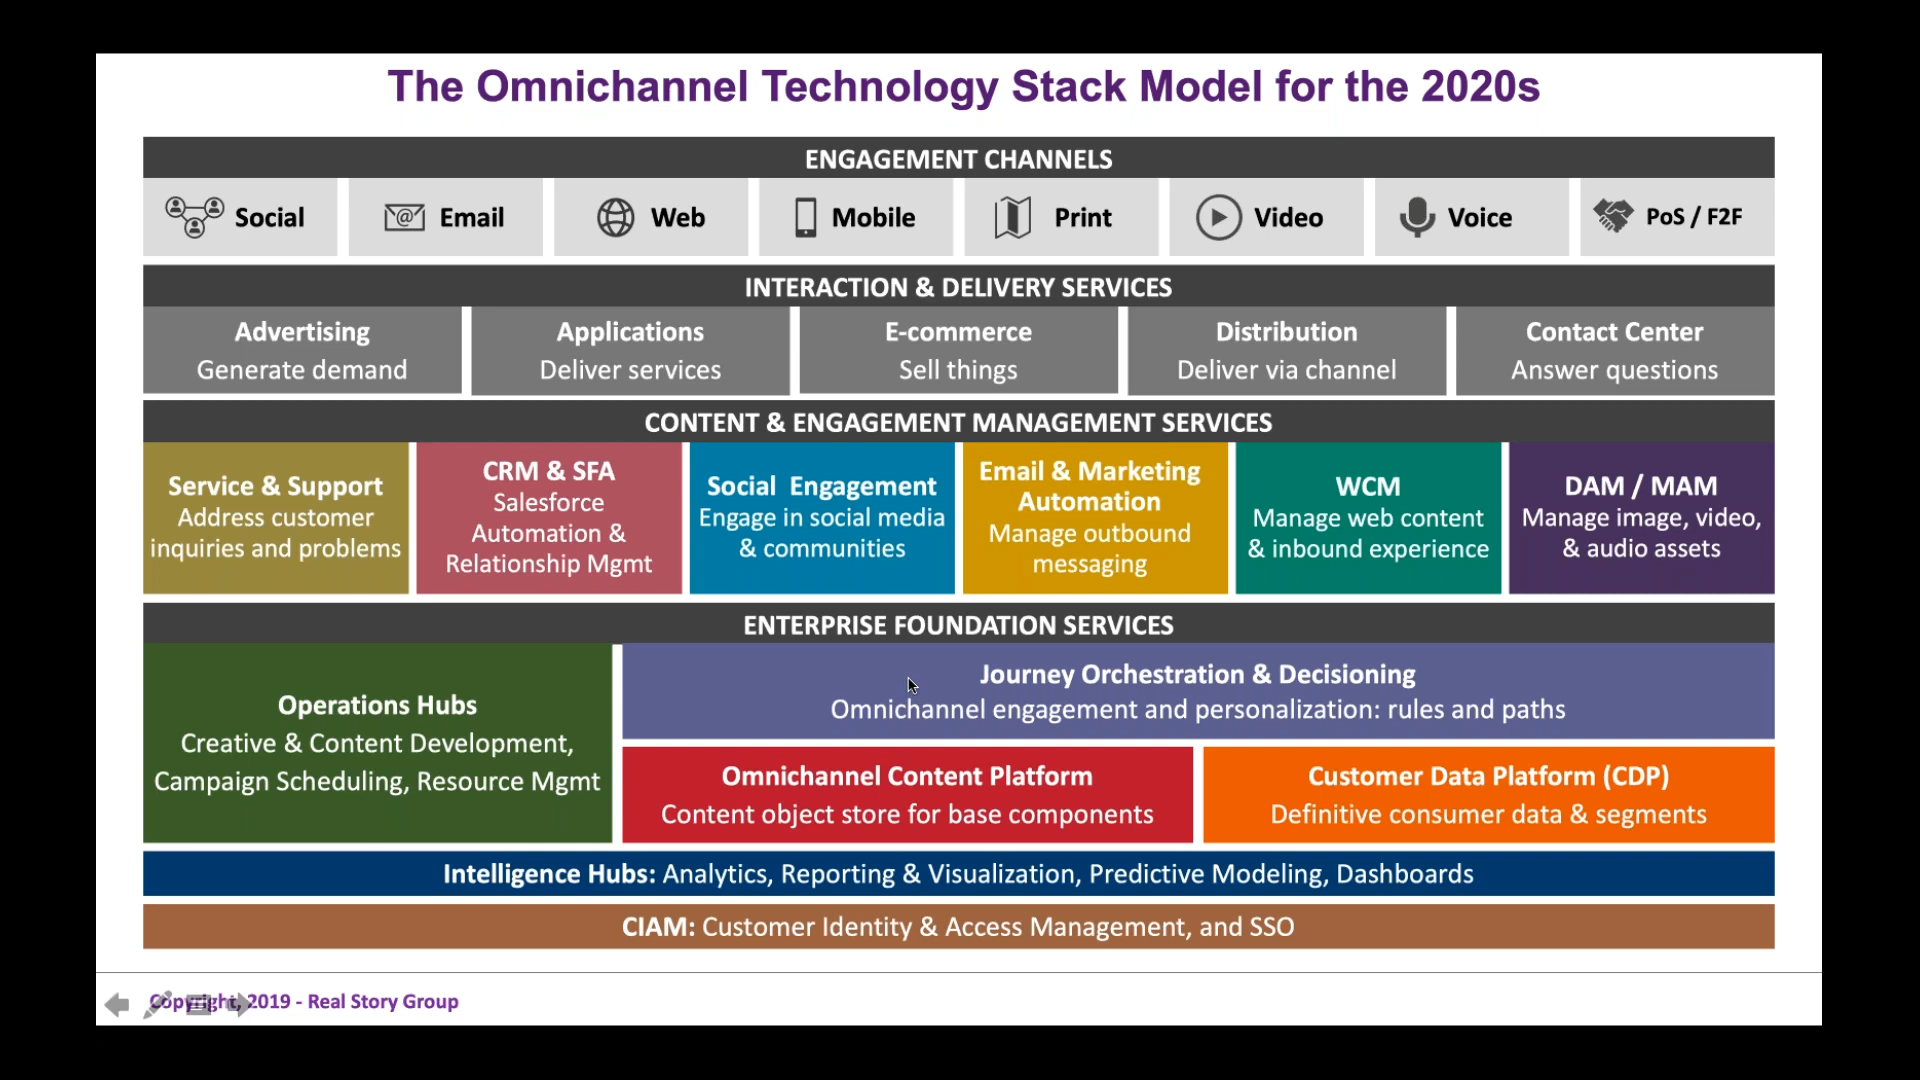 The Omnichannel Technology Stack Model for the 2020s
ENGAGEMENT CHANNELS
Social
@
Email
Web
Mobile
Print
Video
Voice
PoS / F2F
INTERACTION & DELIVERY SERVICES
Advertising
Generate demand
Applications
Deliver services
E-commerce
Sell things
Distribution
Deliver via channel
Contact Center
Answer questions
CONTENT & ENGAGEMENT MANAGEMENT SERVICES
Service & Support
Address customer
inquiries and problems
CRM & SFA
Salesforce
Automation &
Relationship Mgmt
Social Engagement
Engage in social media
& communities
Email & Marketing
Automation
Manage outbound
messaging
WCM
Manage web content
& inbound experience
DAM / MAM
Manage image, video,
& audio assets
ENTERPRISE FOUNDATION SERVICES
Operations Hubs
Creative & Content Development,
Campaign Scheduling, Resource Mgmt
Journey Orchestration & Decisioning
Omnichannel engagement and personalization: rules and paths
Omnichannel Content Platform
Content object store for base components
Customer Data Platform (CDP)
Definitive consumer data & segments
Intelligence Hubs: Analytics, Reporting & Visualization, Predictive Modeling, Dashboards
CIAM: Customer Identity & Access Management, and SSO
Copyright, 2019 - Real Story Group